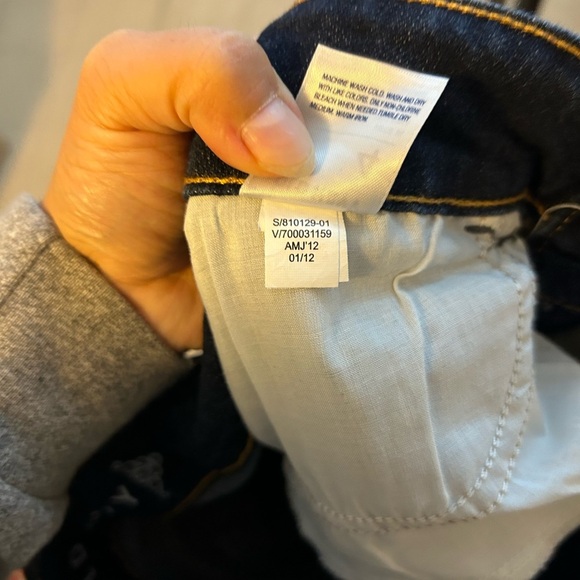 MACHINE WASH COLD. WASH AND DRY
WITH LIKE COLORS. ONLY NON-CHLORINE
BLEACH WHEN NEEDED TUMBLE DRY
MEDIUM. WARM IRON
S/810129-01
V/700031159
AMJ'12
01/12